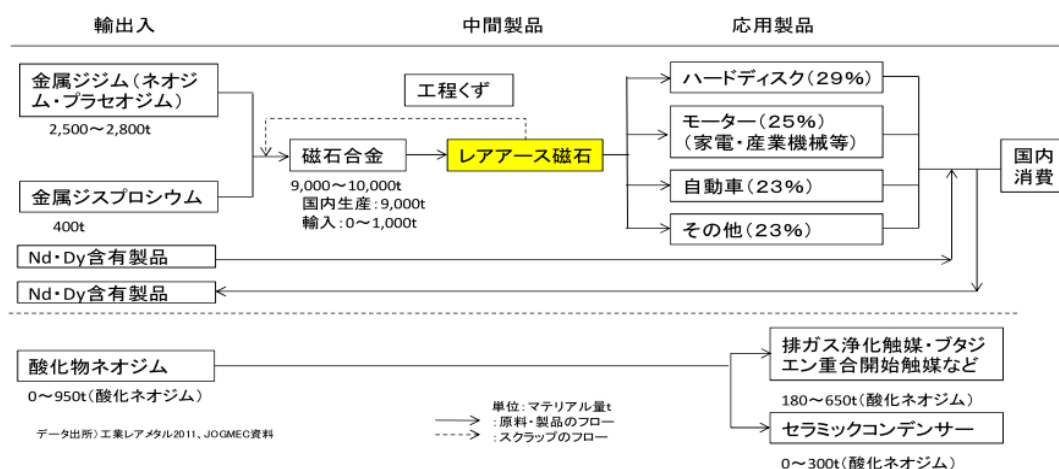 輸出入 中間製品 応用製品
金属ジジム(ネオジ
ム・プラセオジム)
2,500～2,800t
金属ジスプロシウム
400t
Nd・Dy含有製品
Nd・Dy含有製品
工程くず
磁石合金
9,000～10,000t
国内生産:9,000t
輸入:0～1,000t
レアアース磁石
ハードディスク(29%)
モーター(25%)
(家電・産業機械等)
自動車(23%)
その他(23%)
国内
消費
酸化物ネオジム
0～950t(酸化ネオジム)
排ガス浄化触媒・ブタジ
エン重合開始触媒など
180～650t(酸化ネオジム)
セラミックコンデンサー
0～300t(酸化ネオジム)
単位:マテリアル量t
:原料・製品のフロー
:スクラップのフロー
データ出所)工業レアメタル2011、JOGMEC資料